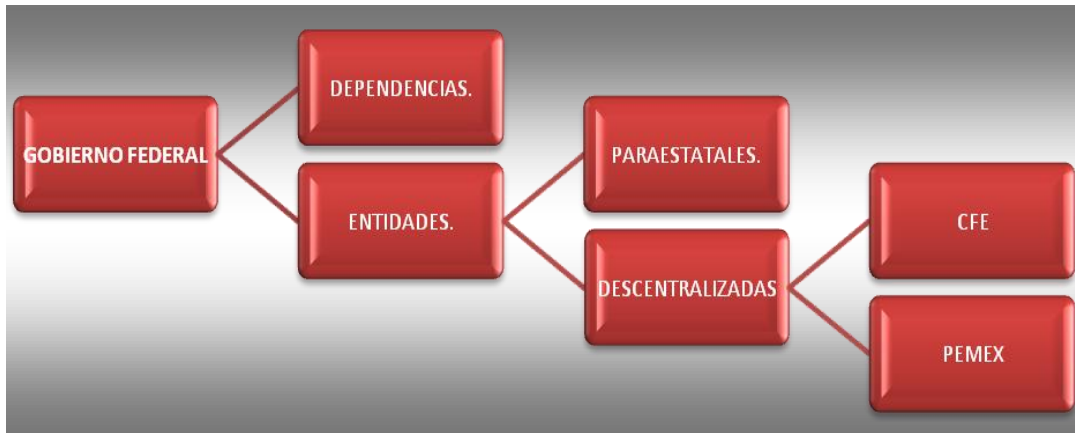 GOBIERNO FEDERAL
DEPENDENCIAS.
ENTIDADES.
PARAESTATALES.
DESCENTRALIZADAS
CFE
PEMEX